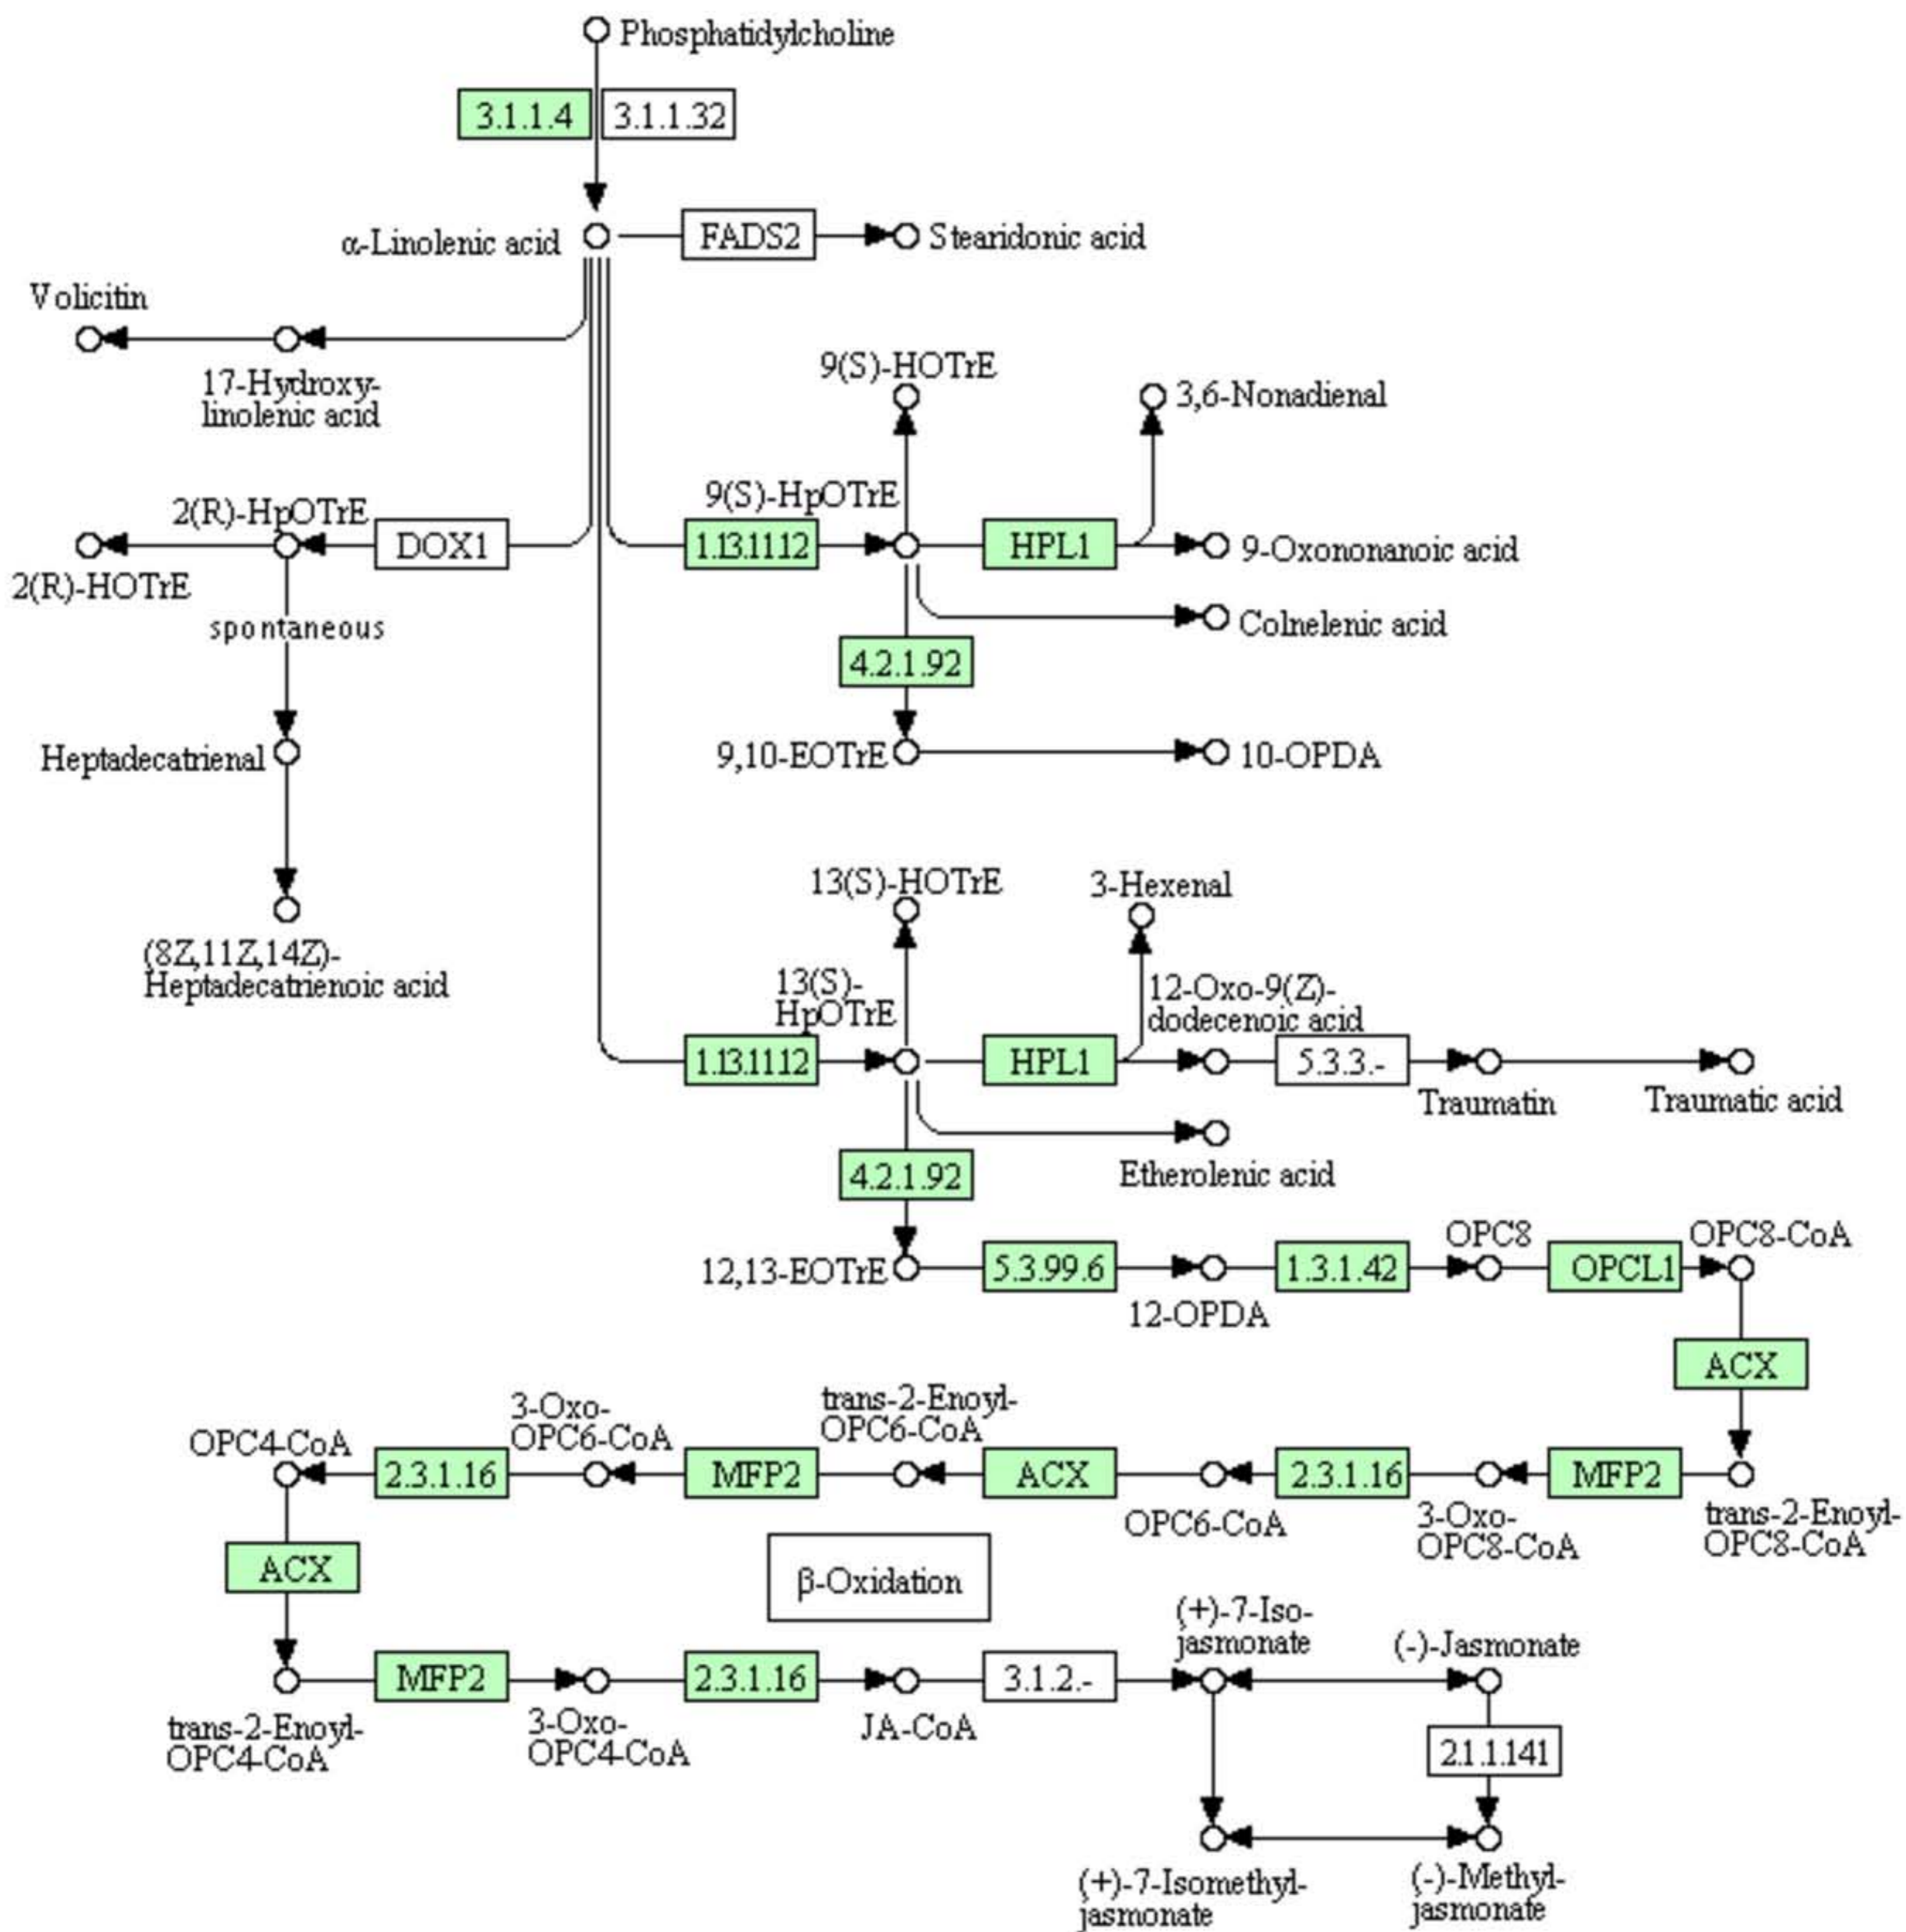 Phosphatidylcholine
3.1.1.4
3.1.1.32
α-Linolenic acid
FADS2
Stearidonic acid
Volicitin
17-Hydroxy-
linolenic acid
9(S)-HOTrE
3,6-Nonadienal
2(R)-HpOTrE
DOX1
9(S)-HpOTrE
1.13.11.12
HPL1
9-Oxononanoic acid
2(R)-HOTrE
spontaneous
Colnelenic acid
4.2.1.92
Heptadecatrienal
9,10-EOTrE
10-OPDA
(8Z,11Z,14Z)-
Heptadecatrienoic acid
13(S)-HOTrE
3-Hexenal
13(S)-
HpOTrE
12-Oxo-9(Z)-
dodecenoic acid
1.13.11.12
HPL1
5.3.3.-
Traumatin
Traumatic acid
4.2.1.92
Etherolenic acid
12,13-EOTrE
5.3.99.6
12-OPDA
1.3.1.42
OPC8
OPCL1
OPC8-CoA
ACX
OPC4-CoA
2.3.1.16
3-Oxo-
OPC6-CoA
MFP2
trans-2-Enoyl-
OPC6-CoA
ACX
OPC6-CoA
2.3.1.16
3-Oxo-
OPC8-CoA
MFP2
trans-2-Enoyl-
OPC8-CoA
ACX
β-Oxidation
trans-2-Enoyl-
OPC4-CoA
MFP2
3-Oxo-
OPC4-CoA
2.3.1.16
JA-CoA
3.1.2.-
(+)-7-Iso-
jasmonate
(-)-Jasmonate
2.1.1.141
(+)-7-Isomethyl-
jasmonate
(-)-Methyl-
jasmonate